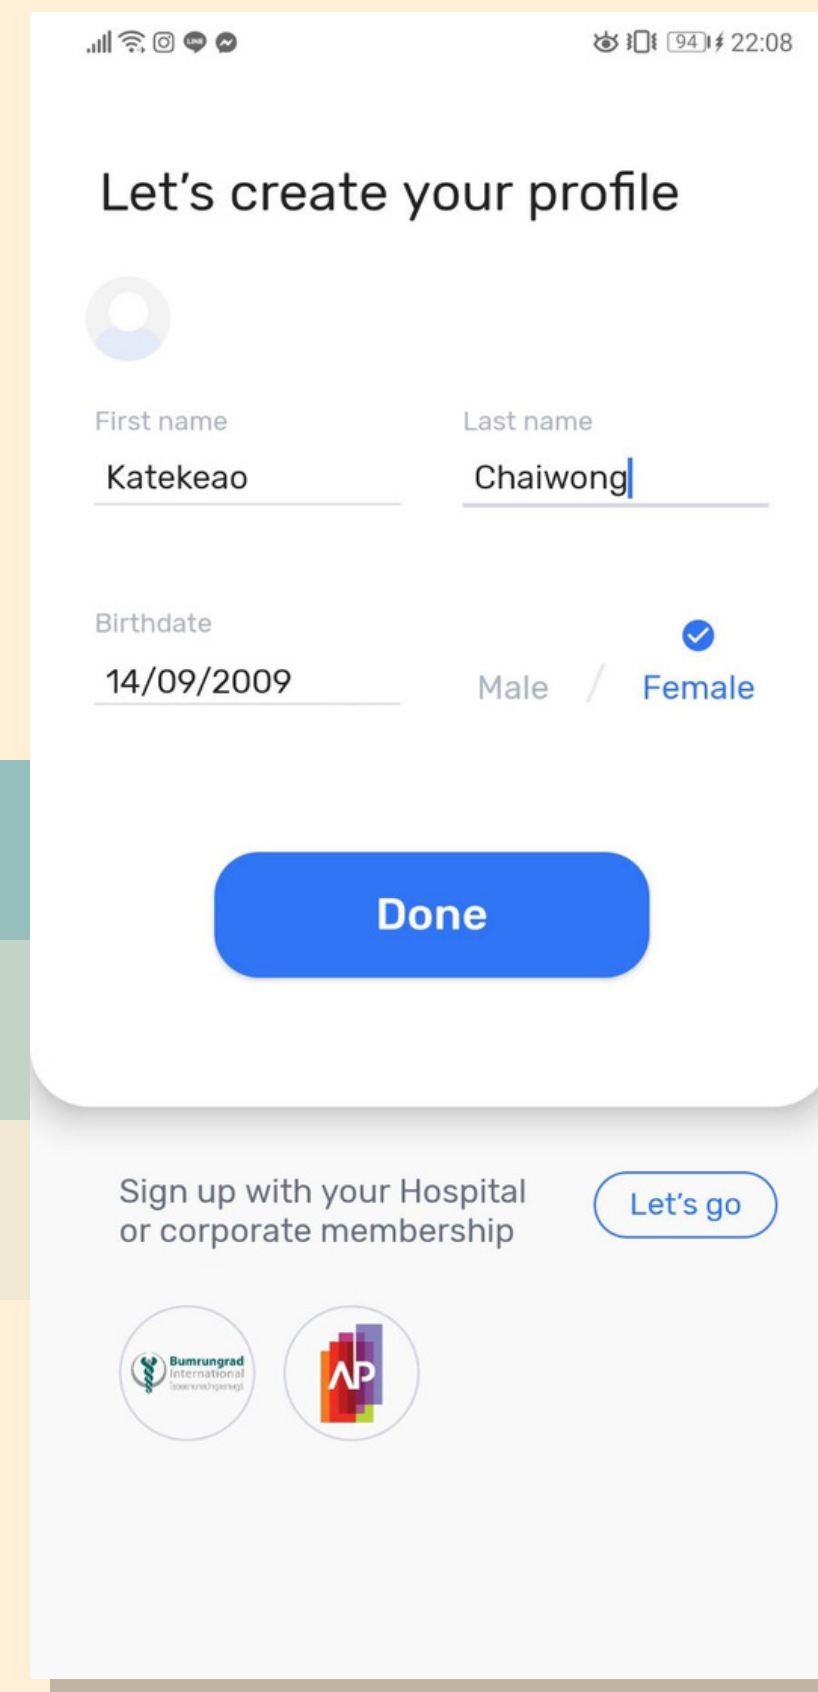 94 22:08
Let's create your profile
First name Last name
Katekeao Chaiwong
Birthdate
14/09/2009 Male / Female
Done
Sign up with your Hospital
or corporate membership
Let's go
Bumrungrad
International
AP